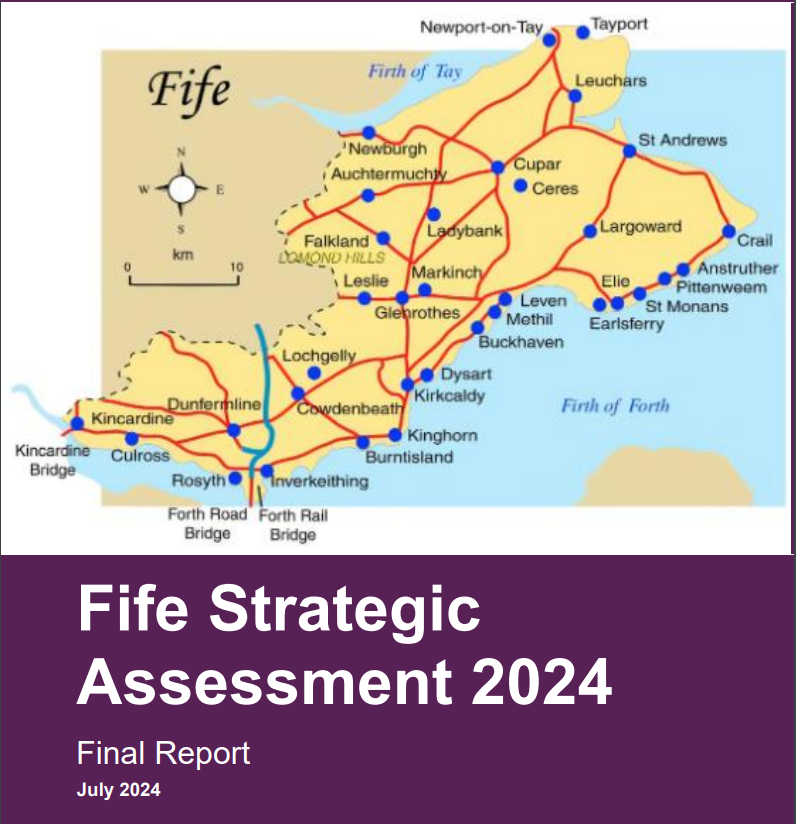 Newport-on-Tay
Tayport
Firth of Tay
Fife
Leuchars
N
W
E
S
km
0
10
Newburgh
St Andrews
Auchtermuchty
Cupar
Ceres
Ladybank
Largoward
Falkland
LOMOND HILLS
Crail
Leslie
Markinch
Glenrothes
Elie
Anstruther
Pittenweem
St Monans
Earlsferry
Leven
Methil
Buckhaven
Lochgelly
Dysart
Kirkcaldy
Firth of Forth
Dunfermline
Cowdenbeath
Kincardine
Kincardine
Bridge
Culross
Kinghorn
Burntisland
Rosyth
Inverkeithing
Forth Road
Bridge
Forth Rail
Bridge
Fife Strategic
Assessment 2024
Final Report
July 2024